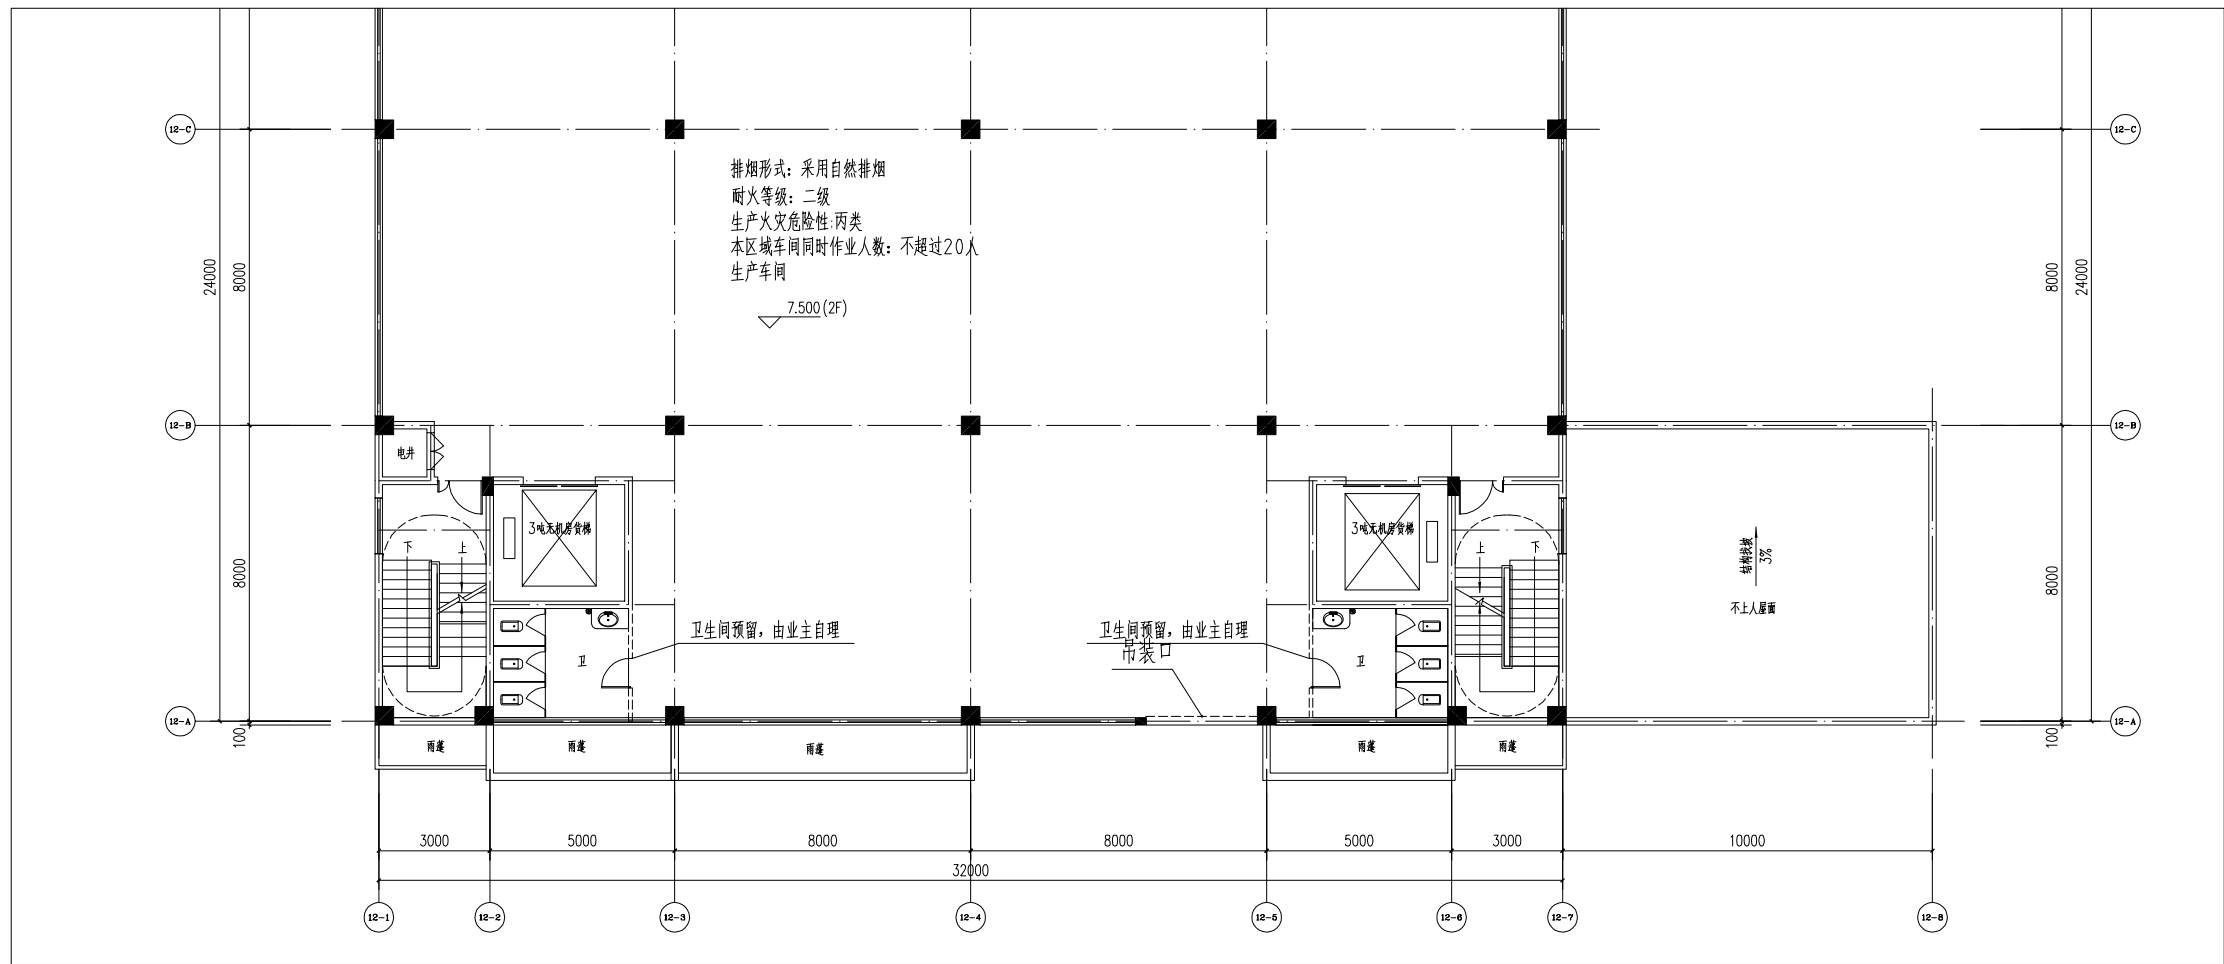 12-C
12-C
排烟形式：采用自然排烟
耐火等级：二级
生产火灾危险性:丙类
本区域车间同时作业人数：不超过20人
生产车间
24000
8000
8000
24000
7.500(2F)
12-B
12-B
电井
3吨无机房货梯
3吨无机房货梯
下
上
上
下
结构找坡
3%
8000
8000
不上人屋面
卫生间预留，由业主自理
卫生间预留，由业主自理
吊装口
卫
卫
12-A
12-A
100
100
雨蓬
雨蓬
雨蓬
雨蓬
雨蓬
3000
5000
8000
8000
5000
3000
10000
32000
12-1
12-2
12-3
12-4
12-5
12-6
12-7
12-8